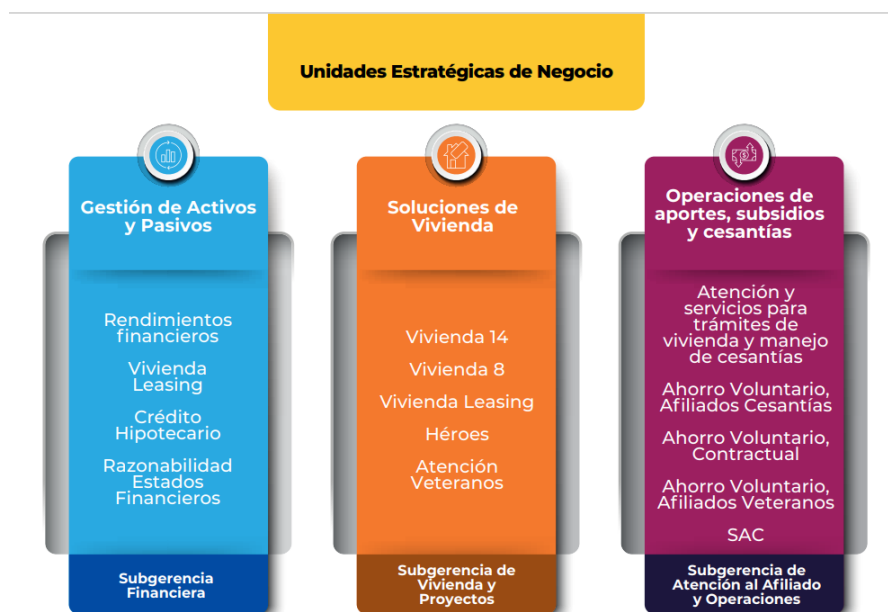 Unidades Estratégicas de Negocio
Gestión de Activos
y Pasivos
Rendimientos
financieros
Vivienda
Leasing
Crédito
Hipotecario
Razonabilidad
Estados
Financieros
Subgerencia
Financiera
Soluciones de
Vivienda
Vivienda 14
Vivienda 8
Vivienda Leasing
Héroes
Atención
Veteranos
Subgerencia de
Vivienda y
Proyectos
Operaciones de
aportes, subsidios
y cesantías
Atención y
servicios para
trámites de
vivienda y manejo
de cesantías
Ahorro Voluntario,
Afiliados Cesantías
Ahorro Voluntario,
Contractual
Ahorro Voluntario,
Afiliados Veteranos
SAC
Subgerencia de
Atención al Afiliado
y Operaciones